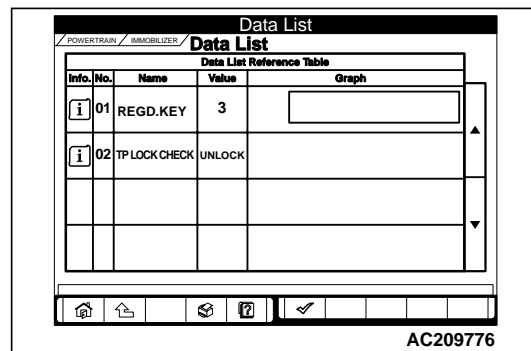 Data List
POWERTRAIN IMMOBILIZER Data List
Data List Reference Table
Info. No. Name Value Graph
i 01 REGD.KEY 3
i 02 TP LOCK CHECK UNLOCK
?
AC209776